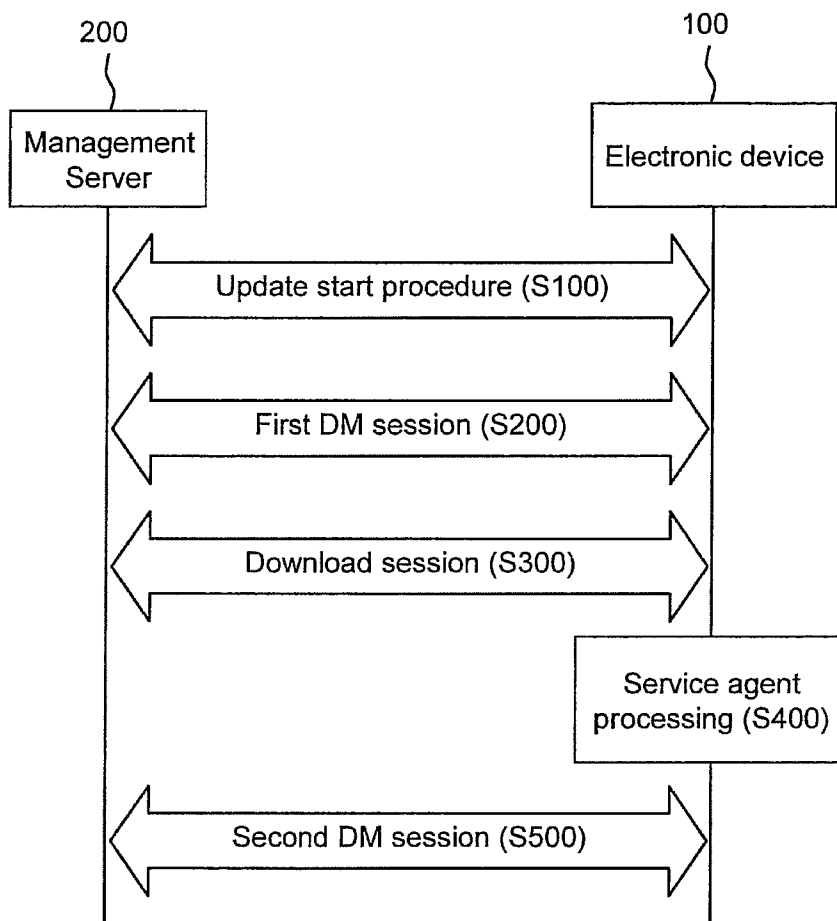 200
100
Management
Server
Electronic device
Update start procedure (S100)
First DM session (S200)
Download session (S300)
Service agent
processing (S400)
Second DM session (S500)